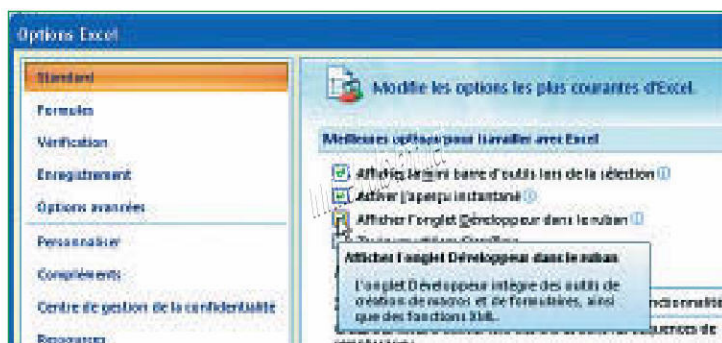 Options Excel
Standard
Formules
Vérification
Enregistrement
Options avancées
Personnaliser
Compléments
Centre de gestion de la confidentialité
Ressources
Modifie les options les plus courantes d'Excel.
Meilleures options pour travailler avec Excel
Afficher la mini barre d'outils lors de la sélection
Activer l'aperçu instantané
Afficher l'onglet Développeur dans le ruban
Afficher l'onglet Développeur dans le ruban
L'onglet Développeur intègre des outils de
création de macros et de formulaires, ainsi
que des fonctions XML.